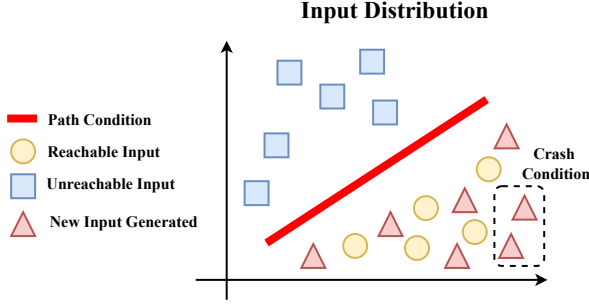 Input Distribution
Path Condition
Reachable Input
Unreachable Input
New Input Generated
Crash
Condition